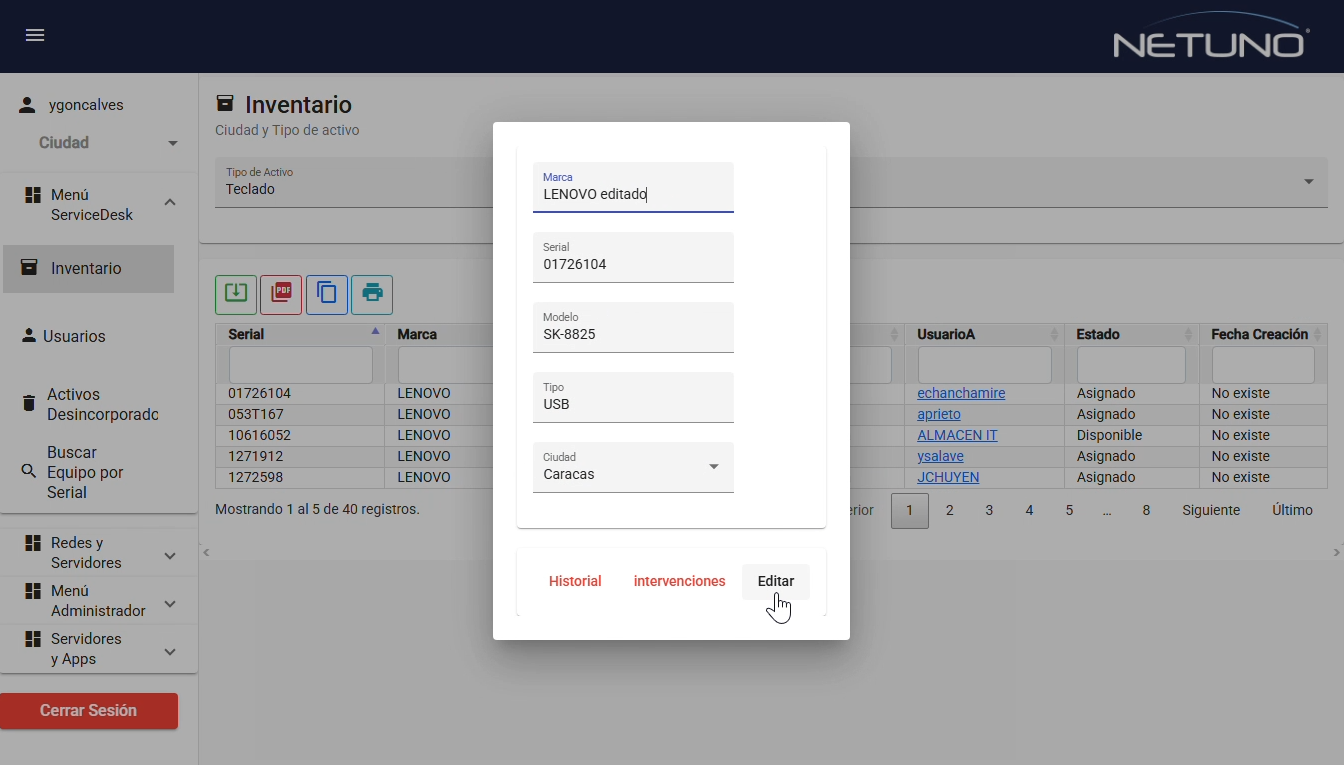 NETUNO
ygoncalves
Ciudad
Menú
ServiceDesk
Inventario
Usuarios
Activos
Desincorporado
Buscar
Equipo por
Serial
Redes y
Servidores
Menú
Administrador
Servidores
y Apps
Cerrar Sesión
Inventario
Ciudad y Tipo de activo
Tipo de Activo
Teclado
PDF
Serial Marca UsuarioA Estado Fecha Creación
01726104 LENOVO echanchamire Asignado No existe
053T167 LENOVO aprieto Asignado No existe
10616052 LENOVO ALMACEN IT Disponible No existe
1271912 LENOVO ysalave Asignado No existe
1272598 LENOVO JCHUYEN Asignado No existe
Mostrando 1 al 5 de 40 registros.
erior 1 2 3 4 5 ... 8 Siguiente Último
Marca
LENOVO editado
Serial
01726104
Modelo
SK-8825
Tipo
USB
Ciudad
Caracas
Historial intervenciones Editar